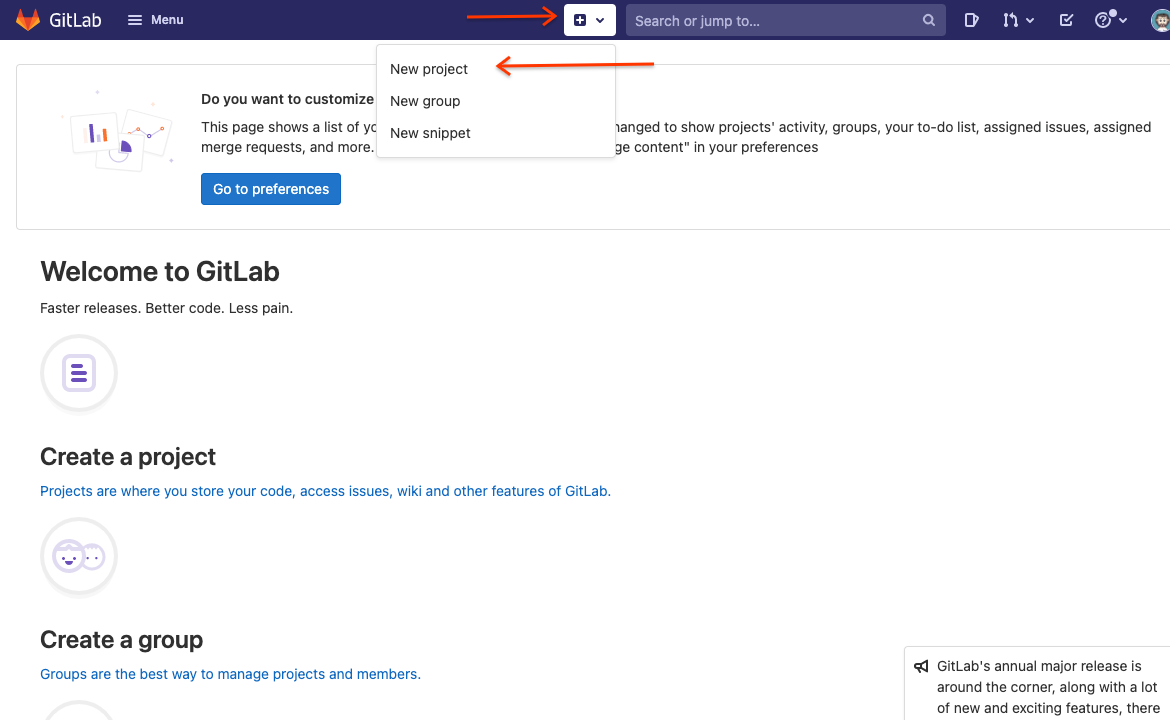 GitLab Menu Search or jump to...
New project
New group
New snippet
Do you want to customize
This page shows a list of yo hanged to show projects' activity, groups, your to-do list, assigned issues, assigned
merge requests, and more. ge content" in your preferences
Go to preferences
Welcome to GitLab
Faster releases. Better code. Less pain.
Create a project
Projects are where you store your code, access issues, wiki and other features of GitLab.
Create a group
Groups are the best way to manage projects and members.
GitLab's annual major release is
around the corner, along with a lot
of new and exciting features, there